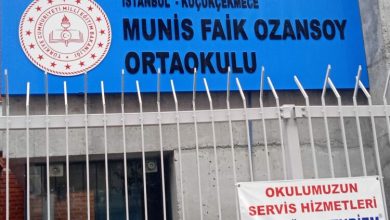 İSTANBUL - KÜÇÜKÇEKMECE
MUNİS FAİK OZANSOY
ORTAOKULU
OKULUMUZUN
SERVİS HİZMETLERİ